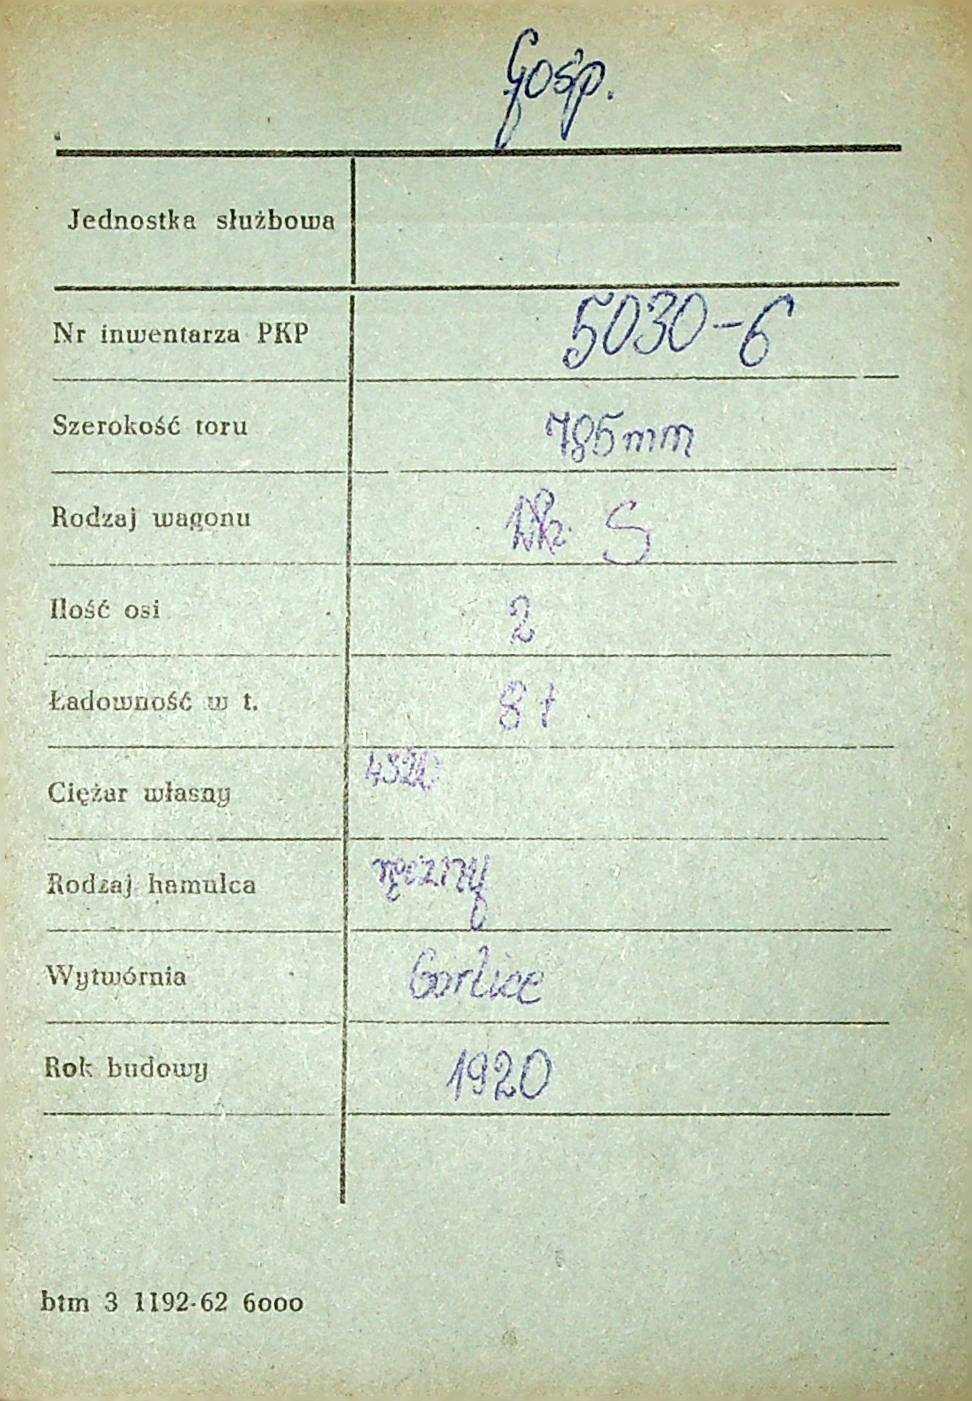 Gosp.
Jednostka służbowa
Nr inwentarza PKP 5030-6
Szerokość toru 785mm
Rodzaj wagonu S
Ilość osi 2
Ładowność w t. 8 t
Ciężar własny 4320
Rodzaj hamulca ręczny
Wytwórnia Gorlice
Rok budowy 1920
btm 3 1192-62 6000